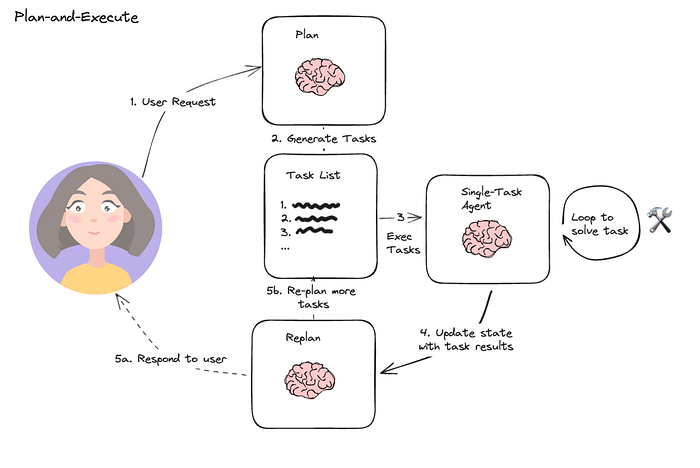 Plan-and-Execute
Plan
1. User Request
2. Generate Tasks
Task List
1.
2.
3.
...
3
Exec
Tasks
Single-Task
Agent
Loop to
solve task
5b. Re-plan more
tasks
Replan
4. Update state
with task results
5a. Respond to user